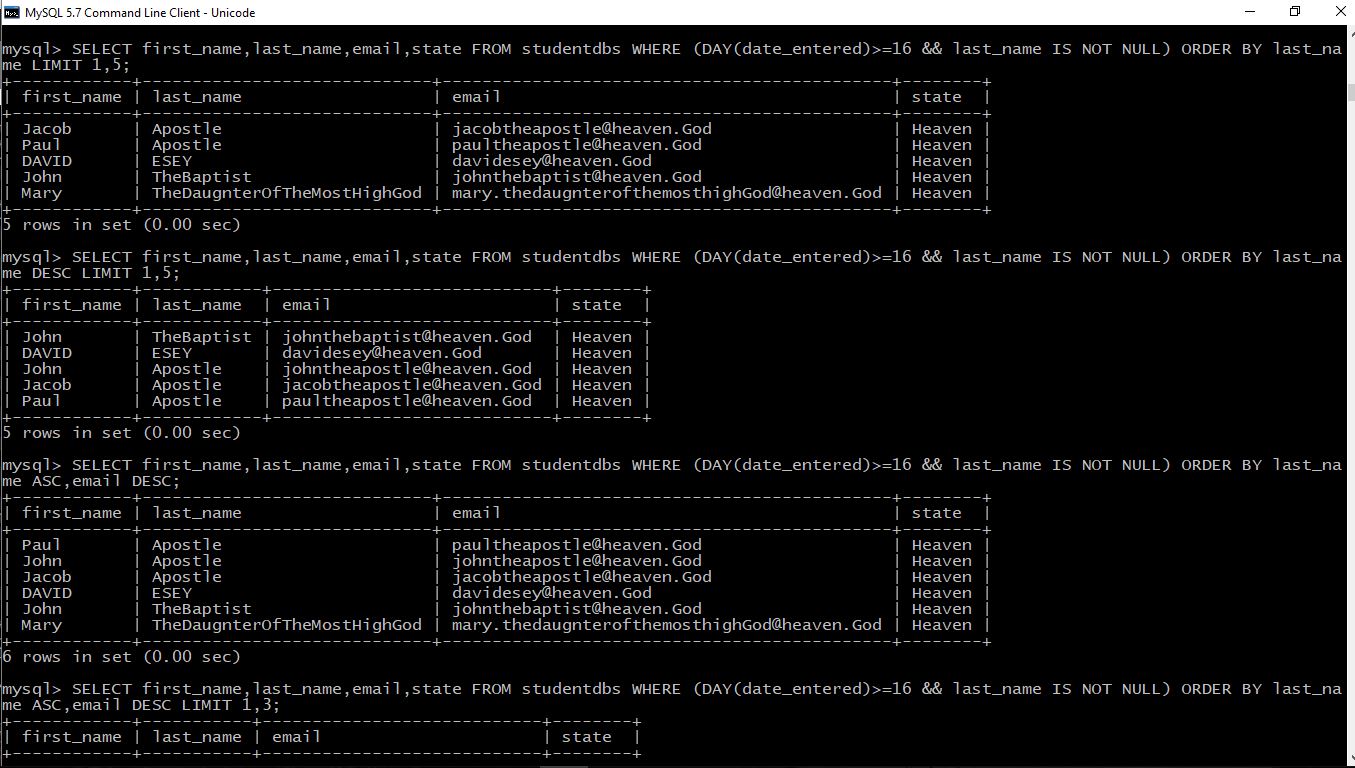 MySQL 5.7 Command Line Client - Unicode
mysql> SELECT first_name,last_name,email,state FROM studentdbs WHERE (DAY(date_entered)>=16 && last_name IS NOT NULL) ORDER BY last_na
me LIMIT 1,5;
+------------+-----------------------------+---------------------------------------------+--------+
| first_name | last_name                   | email                                       | state  |
+------------+-----------------------------+---------------------------------------------+--------+
| Jacob      | Apostle                     | jacobtheapostle@heaven.God                  | Heaven |
| Paul       | Apostle                     | paultheapostle@heaven.God                   | Heaven |
| DAVID      | ESEY                        | davidesey@heaven.God                        | Heaven |
| John       | TheBaptist                  | johnthebaptist@heaven.God                   | Heaven |
| Mary       | TheDaugnterOfTheMostHighGod | mary.thedaugnterofthemosthighGod@heaven.God | Heaven |
+------------+-----------------------------+---------------------------------------------+--------+
5 rows in set (0.00 sec)
mysql> SELECT first_name,last_name,email,state FROM studentdbs WHERE (DAY(date_entered)>=16 && last_name IS NOT NULL) ORDER BY last_na
me DESC LIMIT 1,5;
+------------+------------+----------------------------+--------+
| first_name | last_name  | email                      | state  |
+------------+------------+----------------------------+--------+
| John       | TheBaptist | johnthebaptist@heaven.God  | Heaven |
| DAVID      | ESEY       | davidesey@heaven.God       | Heaven |
| John       | Apostle    | johntheapostle@heaven.God  | Heaven |
| Jacob      | Apostle    | jacobtheapostle@heaven.God | Heaven |
| Paul       | Apostle    | paultheapostle@heaven.God  | Heaven |
+------------+------------+----------------------------+--------+
5 rows in set (0.00 sec)
mysql> SELECT first_name,last_name,email,state FROM studentdbs WHERE (DAY(date_entered)>=16 && last_name IS NOT NULL) ORDER BY last_na
me ASC,email DESC;
+------------+-----------------------------+---------------------------------------------+--------+
| first_name | last_name                   | email                                       | state  |
+------------+-----------------------------+---------------------------------------------+--------+
| Paul       | Apostle                     | paultheapostle@heaven.God                   | Heaven |
| John       | Apostle                     | johntheapostle@heaven.God                   | Heaven |
| Jacob      | Apostle                     | jacobtheapostle@heaven.God                  | Heaven |
| DAVID      | ESEY                        | davidesey@heaven.God                        | Heaven |
| John       | TheBaptist                  | johnthebaptist@heaven.God                   | Heaven |
| Mary       | TheDaugnterOfTheMostHighGod | mary.thedaugnterofthemosthighGod@heaven.God | Heaven |
+------------+-----------------------------+---------------------------------------------+--------+
6 rows in set (0.00 sec)
mysql> SELECT first_name,last_name,email,state FROM studentdbs WHERE (DAY(date_entered)>=16 && last_name IS NOT NULL) ORDER BY last_na
me ASC,email DESC LIMIT 1,3;
+------------+-----------+----------------------------+--------+
| first_name | last_name | email                      | state  |
+------------+-----------+----------------------------+--------+